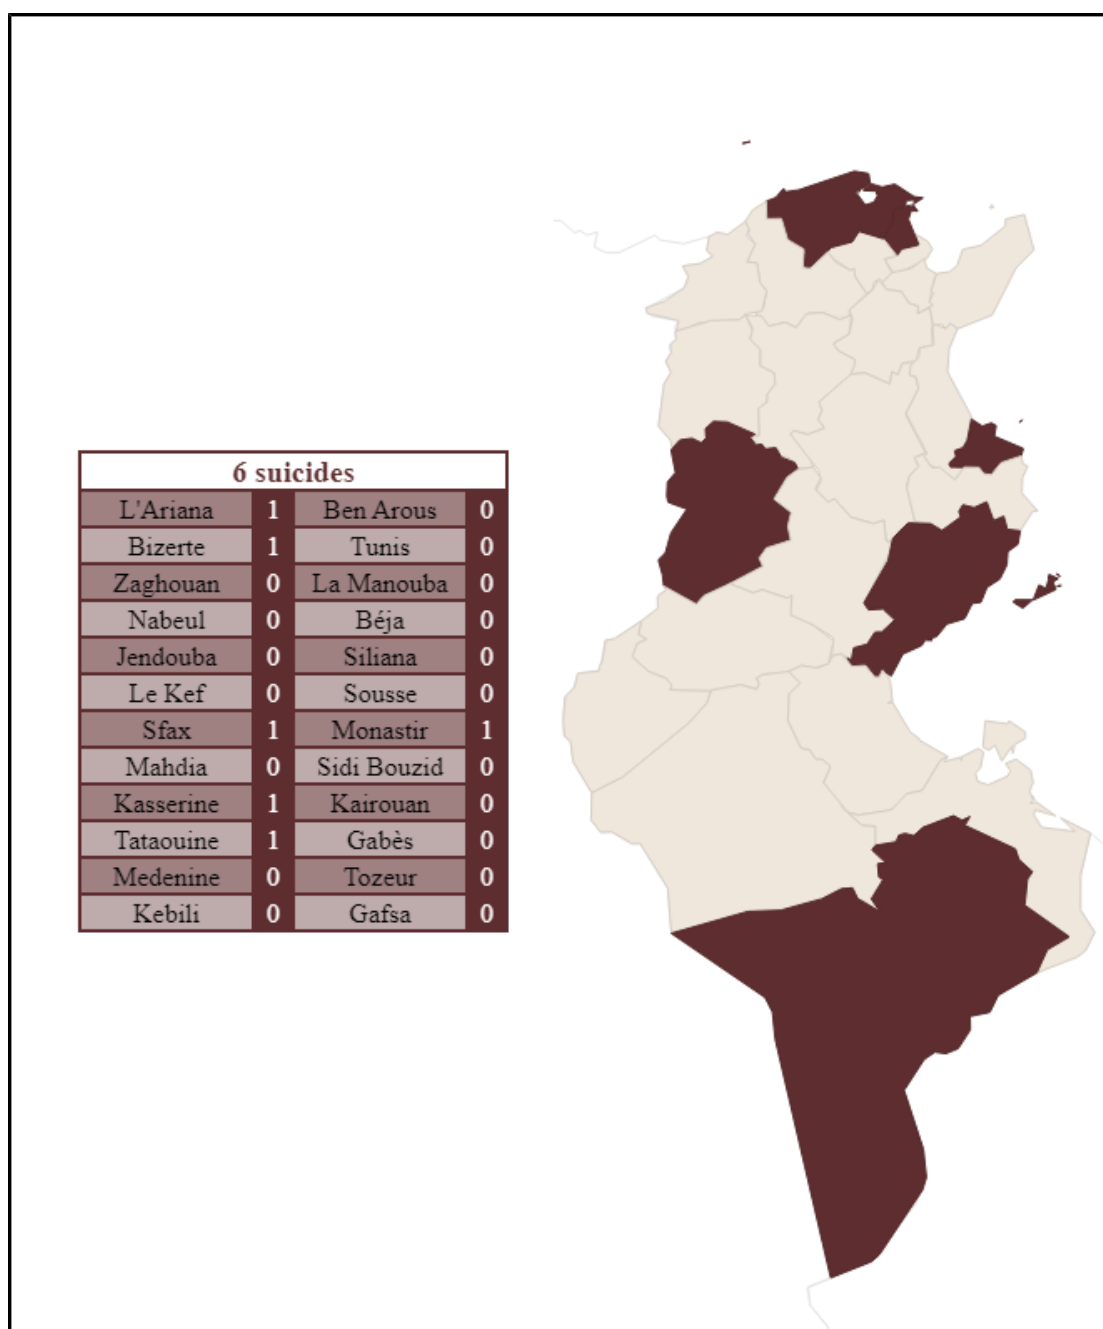 6 suicides
L'Ariana 1 Ben Arous 0
Bizerte 1 Tunis 0
Zaghouan 0 La Manouba 0
Nabeul 0 Béja 0
Jendouba 0 Siliana 0
Le Kef 0 Sousse 0
Sfax 1 Monastir 1
Mahdia 0 Sidi Bouzid 0
Kasserine 1 Kairouan 0
Tataouine 1 Gabès 0
Medenine 0 Tozeur 0
Kebili 0 Gafsa 0